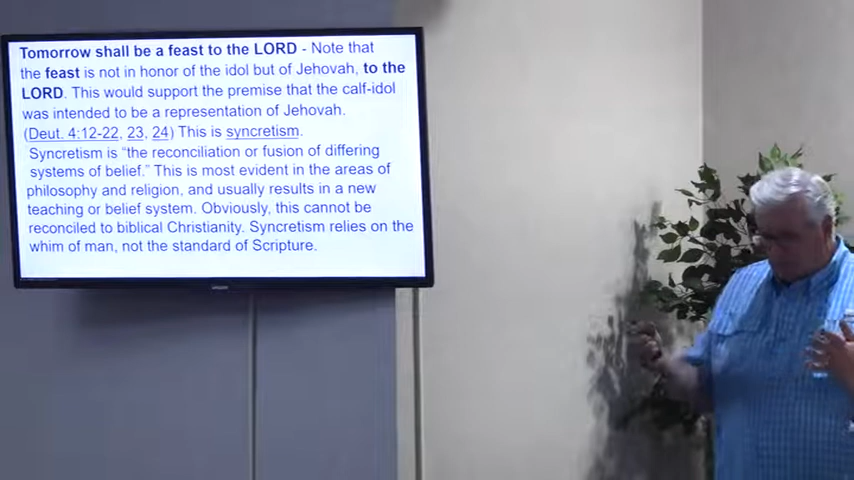 Tomorrow shall be a feast to the LORD - Note that
the feast is not in honor of the idol but of Jehovah, to the
LORD. This would support the premise that the calf-idol
was intended to be a representation of Jehovah.
(Deut. 4:12-22, 23, 24) This is syncretism.
Syncretism is “the reconciliation or fusion of differing
systems of belief.” This is most evident in the areas of
philosophy and religion, and usually results in a new
teaching or belief system. Obviously, this cannot be
reconciled to biblical Christianity. Syncretism relies on the
whim of man, not the standard of Scripture.